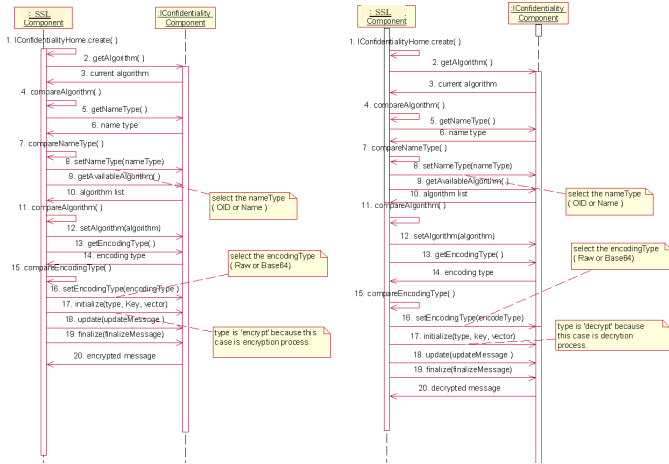 : SSL
Component
:IConfidentiality
Component
1. IConfidentialityHome.create( )
2. getAlgorithm( )
3. current algorithm
4. compareAlgorithm( )
5. getNameType( )
6. name type
7. compareNameType( )
8. setNameType(nameType)
9. getAvailableAlgorithm( )
10. algorithm list
select the nameType
( OID or Name )
11. compareAlgorithm( )
12. setAlgorithm(algorithm)
13. getEncodingType( )
14. encoding type
select the encodingType
( Raw or Base64)
15. compareEncodingType( )
16. setEncodingType(encodingType )
17. initialize(type, Key, vector)
18. update(updateMessage )
19. finalize(finalizeMessage)
type is 'encrypt' because this
case is encryption process.
20. encrypted message
: SSL
Component
:IConfidentiality
Component
1. IConfidentialityHome.create( )
2. getAlgorithm( )
3. current algorithm
4. compareAlgorithm( )
5. getNameType( )
6. name type
7. compareNameType( )
8. setNameType(nameType)
9. getAvailableAlgorithm( )
10. algorithm list
select the nameType
( OID or Name )
11. compareAlgorithm( )
12. setAlgorithm(algorithm)
13. getEncodingType( )
14. encoding type
select the encodingType
( Raw or Base64)
15. compareEncodingType( )
16. setEncodingType(encodeType)
17. initialize(type, key, vector)
18. update(updateMessage )
19. finalize(finalizeMessage)
type is 'decrypt' because
this case is decrytion
process.
20. decrypted message